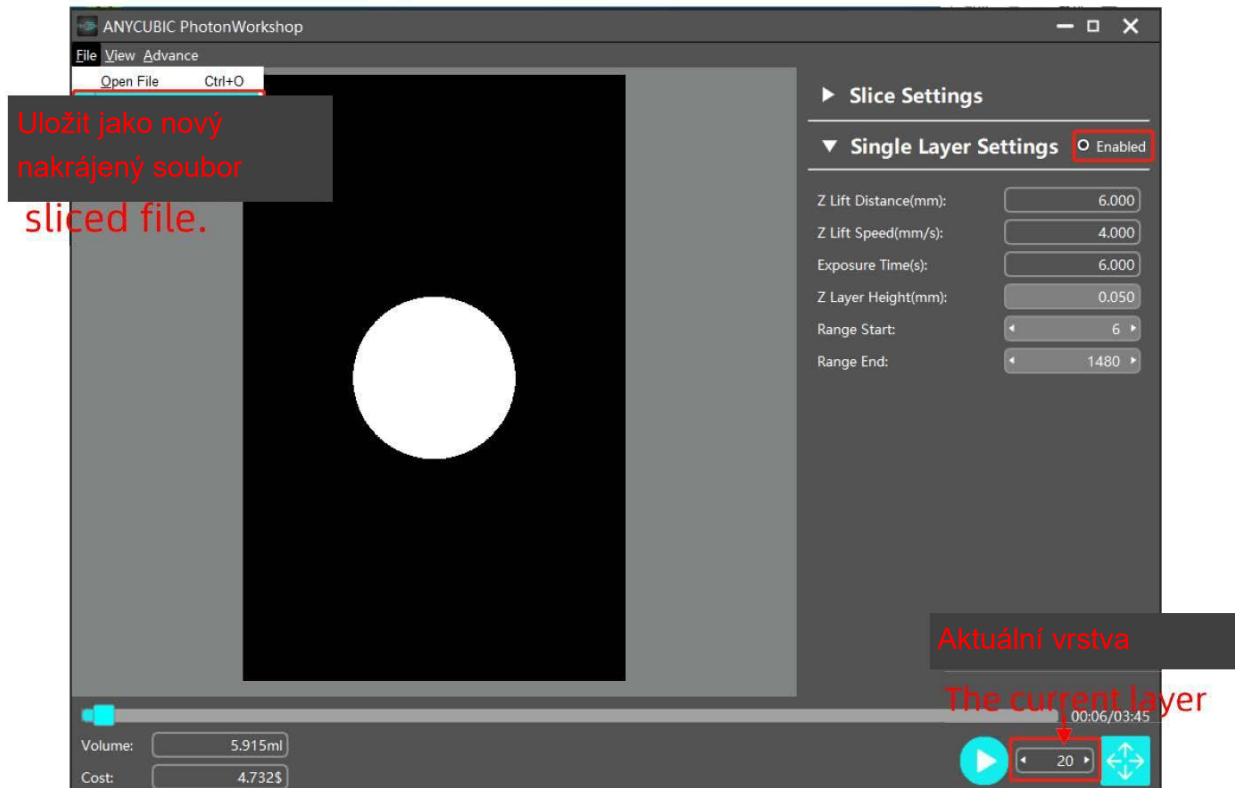 ANYCUBIC PhotonWorkshop
File View Advance
Open File Ctrl+O
Uložit jako nový
nakrájený soubor
sliced file.
Slice Settings
Single Layer Settings Enabled
Z Lift Distance(mm): 6.000
Z Lift Speed(mm/s): 4.000
Exposure Time(s): 6.000
Z Layer Height(mm): 0.050
Range Start: 6
Range End: 1480
Aktuální vrstva
The current layer
00:06/03:45
Volume: 5.915ml
20
Cost: 4.732$